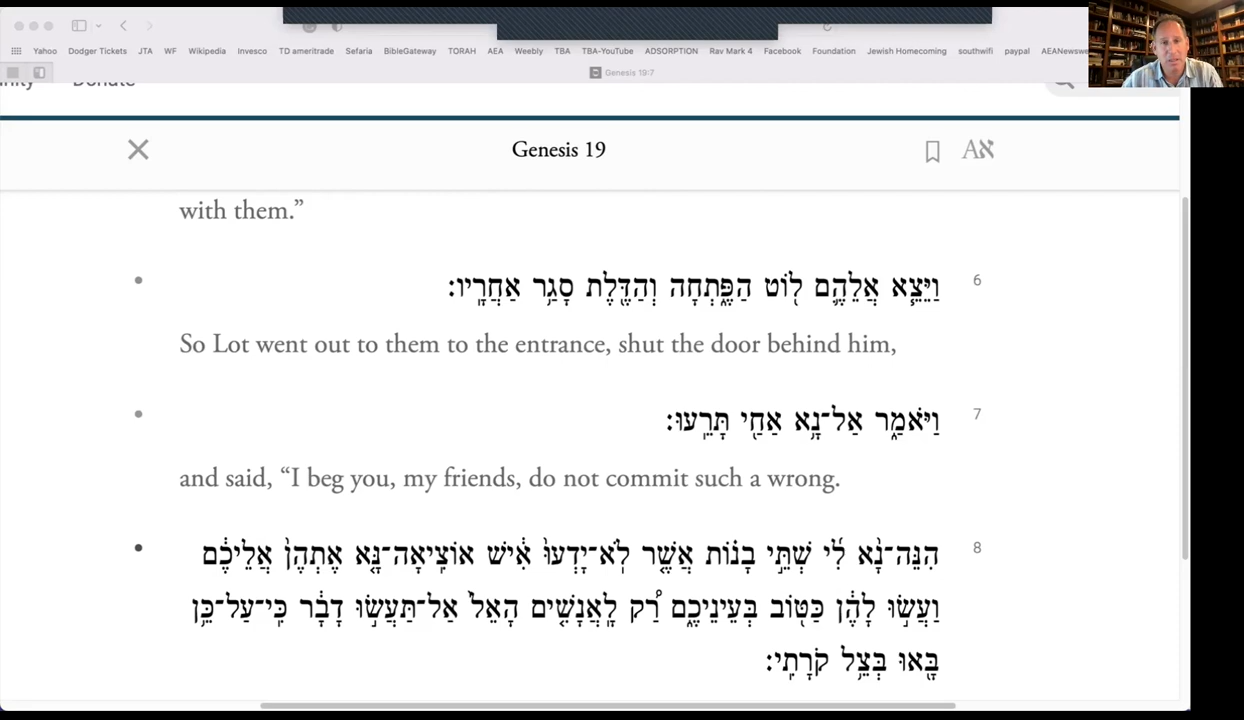 Yahoo Dodger Tickets JTA WF Wikipedia Invesco TD ameritrade Sefaria BibleGateway TORAH AEA Weebly TBA TBA-YouTube ADSORPTION Rav Mark 4 Facebook Foundation Jewish Homecoming southwifi paypal
Genesis 19:7
Donate
Genesis 19
Aא
with them.”
6
וַיֵּצֵ֧א אֲלֵהֶ֛ם ל֖וֹט הַפֶּ֑תְחָה וְהַדֶּ֖לֶת סָגַ֥ר אַחֲרָֽיו׃
So Lot went out to them to the entrance, shut the door behind him,
7
וַיֹּאמַ֑ר אַל־נָ֥א אַחַ֖י תָּרֵֽעוּ׃
and said, “I beg you, my friends, do not commit such a wrong.
8
הִנֵּה־נָ֨א לִ֜י שְׁתֵּ֣י בָנ֗וֹת אֲשֶׁ֤ר לֹֽא־יָדְעוּ֙ אִ֔ישׁ אוֹצִֽיאָה־נָּ֤א אֶתְהֶן֙ אֲלֵיכֶ֔ם
וַעֲשׂ֣וּ לָהֶ֔ן כַּטּ֖וֹב בְּעֵינֵיכֶ֑ם רַ֠ק לָֽאֲנָשִׁ֤ים הָאֵל֙ אַל־תַּעֲשׂ֣וּ דָבָ֔ר כִּֽי־עַל־כֵּ֥ן
בָּ֖אוּ בְּצֵ֥ל קֹרָתִֽי׃